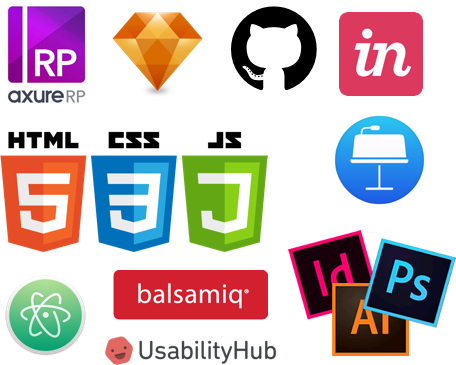 RP
axure RP
in
HTML CSS JS
5 3 J
Id
Ps
Ai
balsamiq®
UsabilityHub